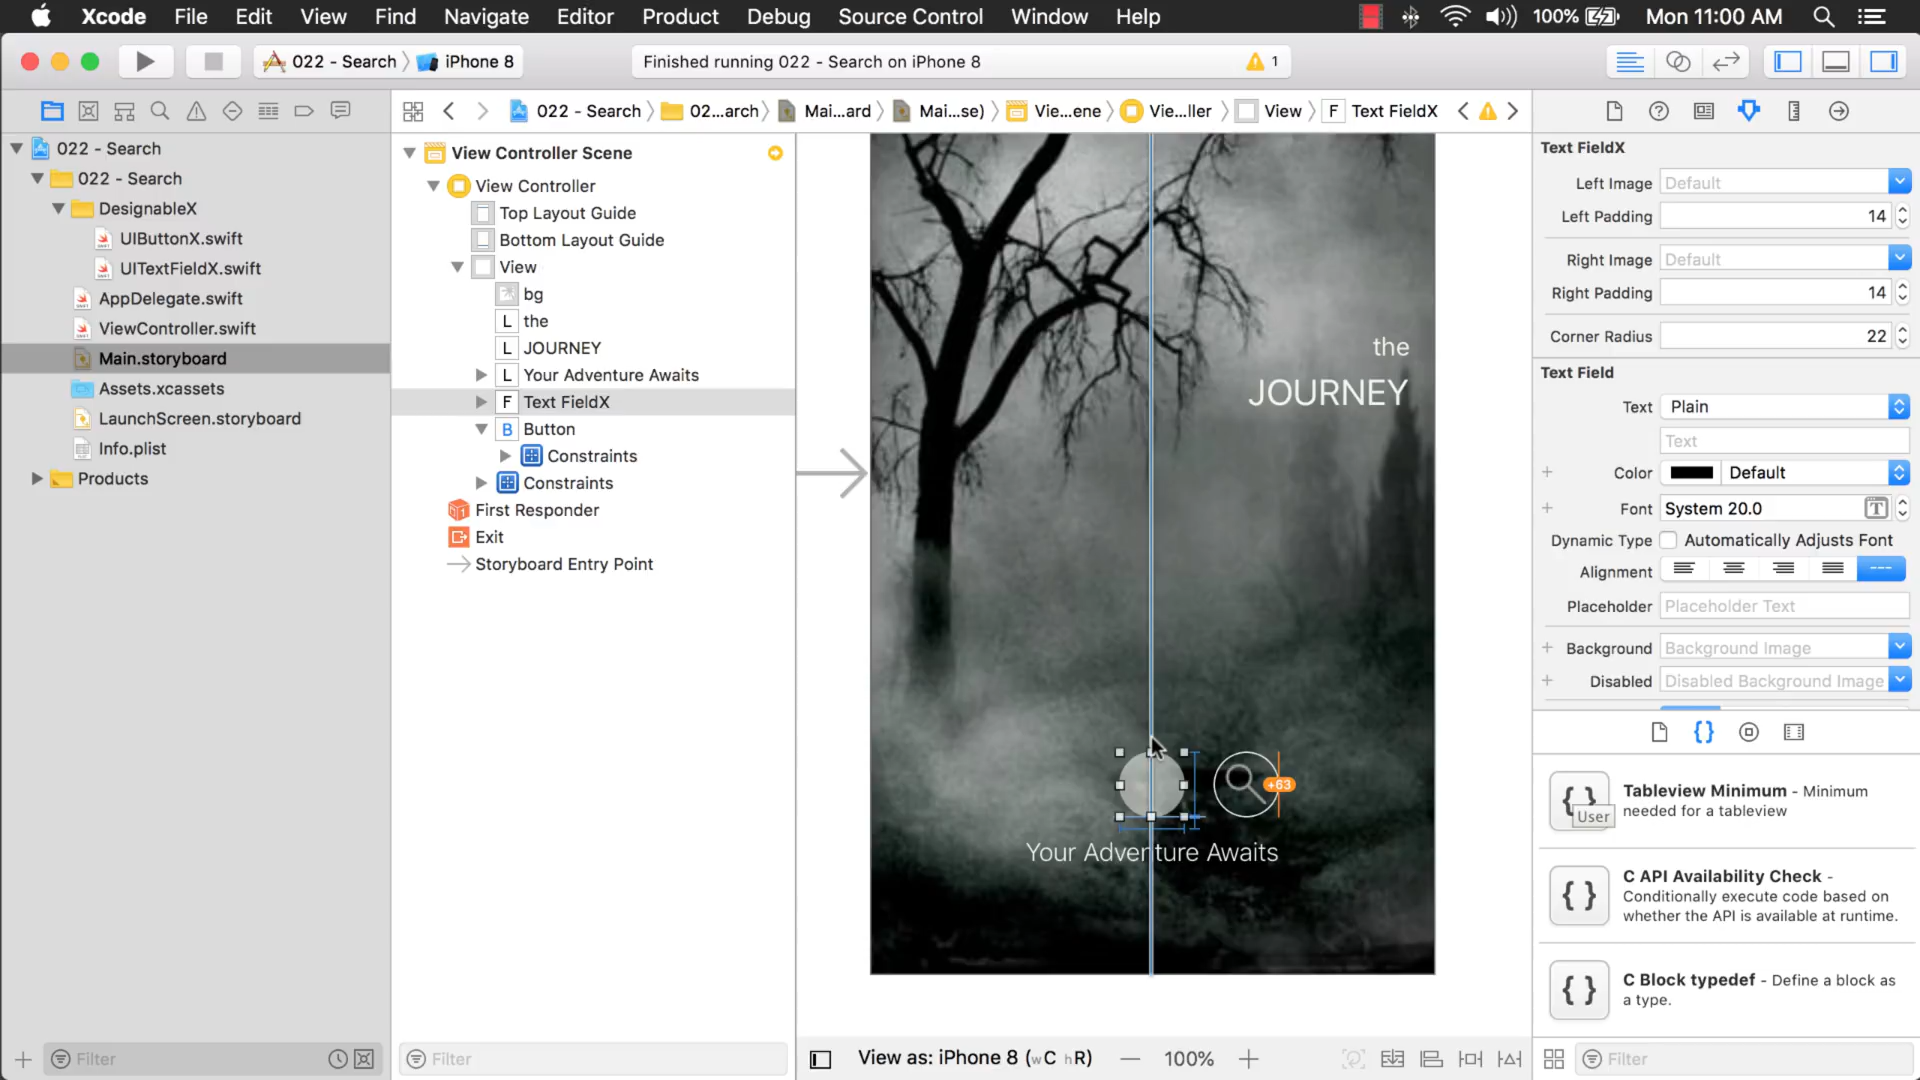 Xcode File Edit View Find Navigate Editor Product Debug Source Control Window Help 100% Mon 11:00 AM
022 - Search iPhone 8 Finished running 022 - Search on iPhone 8 1
022 - Search 02...arch Mai...ard Mai...se) Vie...ene Vie...ller View F Text FieldX
022 - Search
022 - Search
DesignableX
UIButtonX.swift
UITextFieldX.swift
AppDelegate.swift
ViewController.swift
Main.storyboard
Assets.xcassets
LaunchScreen.storyboard
Info.plist
Products
Filter
View Controller Scene
View Controller
Top Layout Guide
Bottom Layout Guide
View
bg
L the
L JOURNEY
L Your Adventure Awaits
F Text FieldX
B Button
Constraints
Constraints
First Responder
Exit
Storyboard Entry Point
Filter
the
JOURNEY
+63
Your Adventure Awaits
View as: iPhone 8 (wC hR) — 100% +
Text FieldX
Left Image Default
Left Padding 14
Right Image Default
Right Padding 14
Corner Radius 22
Text Field
Text Plain
Text
+ Color Default
+ Font System 20.0 T
Dynamic Type Automatically Adjusts Font
Alignment
Placeholder Placeholder Text
+ Background Background Image
+ Disabled Disabled Background Image
{}
{ } Tableview Minimum - Minimum
needed for a tableview
User
{ } C API Availability Check -
Conditionally execute code based on
whether the API is available at runtime.
{ } C Block typedef - Define a block as
a type.
Filter